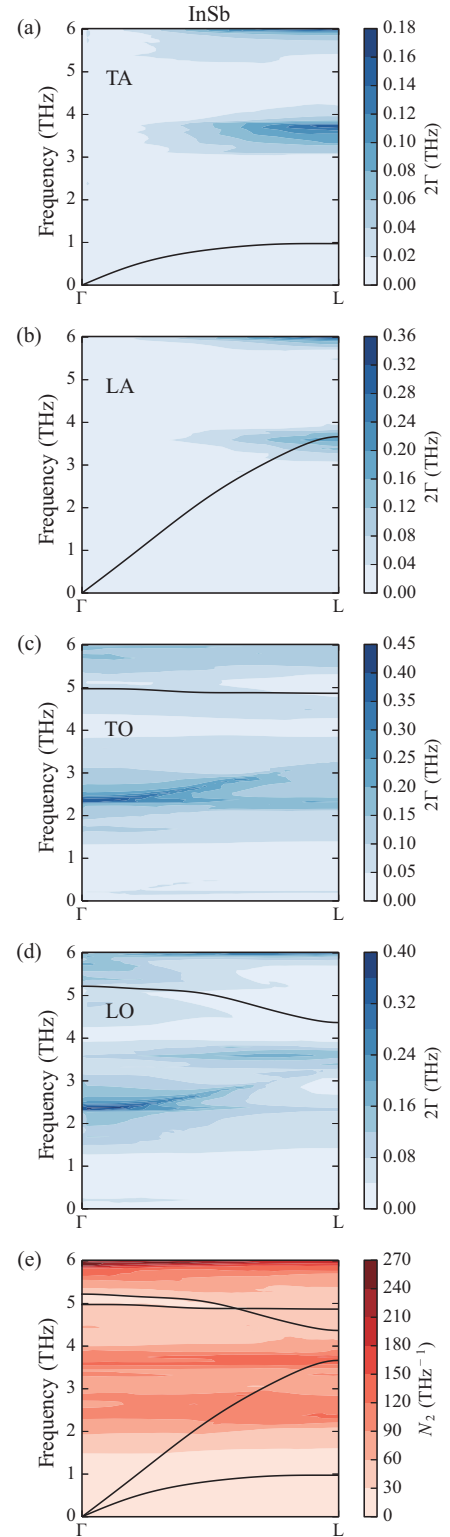 InSb
(a)
TA
Frequency (THz)
6
5
4
3
2
1
0
Γ
L
0.18
0.16
0.14
0.12
0.10
0.08
0.06
0.04
0.02
0.00
2Γ (THz)
(b)
LA
Frequency (THz)
6
5
4
3
2
1
0
Γ
L
0.36
0.32
0.28
0.24
0.20
0.16
0.12
0.08
0.04
0.00
2Γ (THz)
(c)
TO
Frequency (THz)
6
5
4
3
2
1
0
Γ
L
0.45
0.40
0.35
0.30
0.25
0.20
0.15
0.10
0.05
0.00
2Γ (THz)
(d)
LO
Frequency (THz)
6
5
4
3
2
1
0
Γ
L
0.40
0.32
0.24
0.16
0.08
0.00
2Γ (THz)
(e)
Frequency (THz)
6
5
4
3
2
1
0
Γ
L
270
240
210
180
150
120
90
60
30
0
N₂ (THz⁻¹)